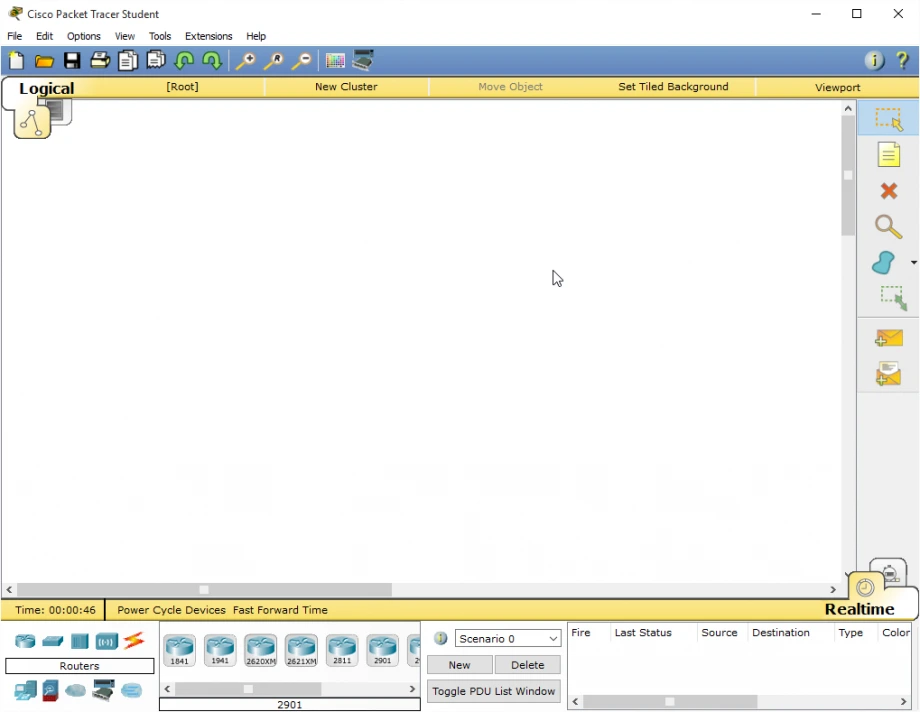 Cisco Packet Tracer Student
File Edit Options View Tools Extensions Help
Logical [Root] New Cluster Move Object Set Tiled Background Viewport
Time: 00:00:46 Power Cycle Devices Fast Forward Time Realtime
Routers
1841 1941 2620XM 2621XM 2811 2901
2901
Scenario 0
New Delete
Toggle PDU List Window
Fire Last Status Source Destination Type Color